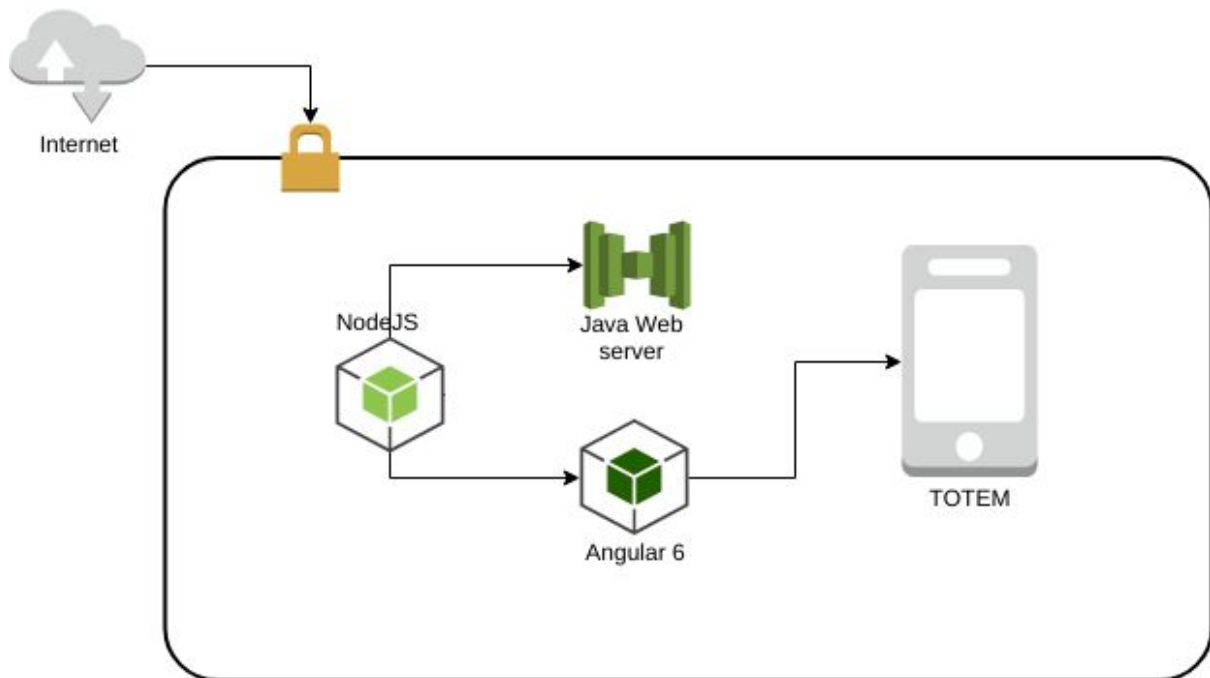 Internet
NodeJS
Java Web
server
Angular 6
TOTEM